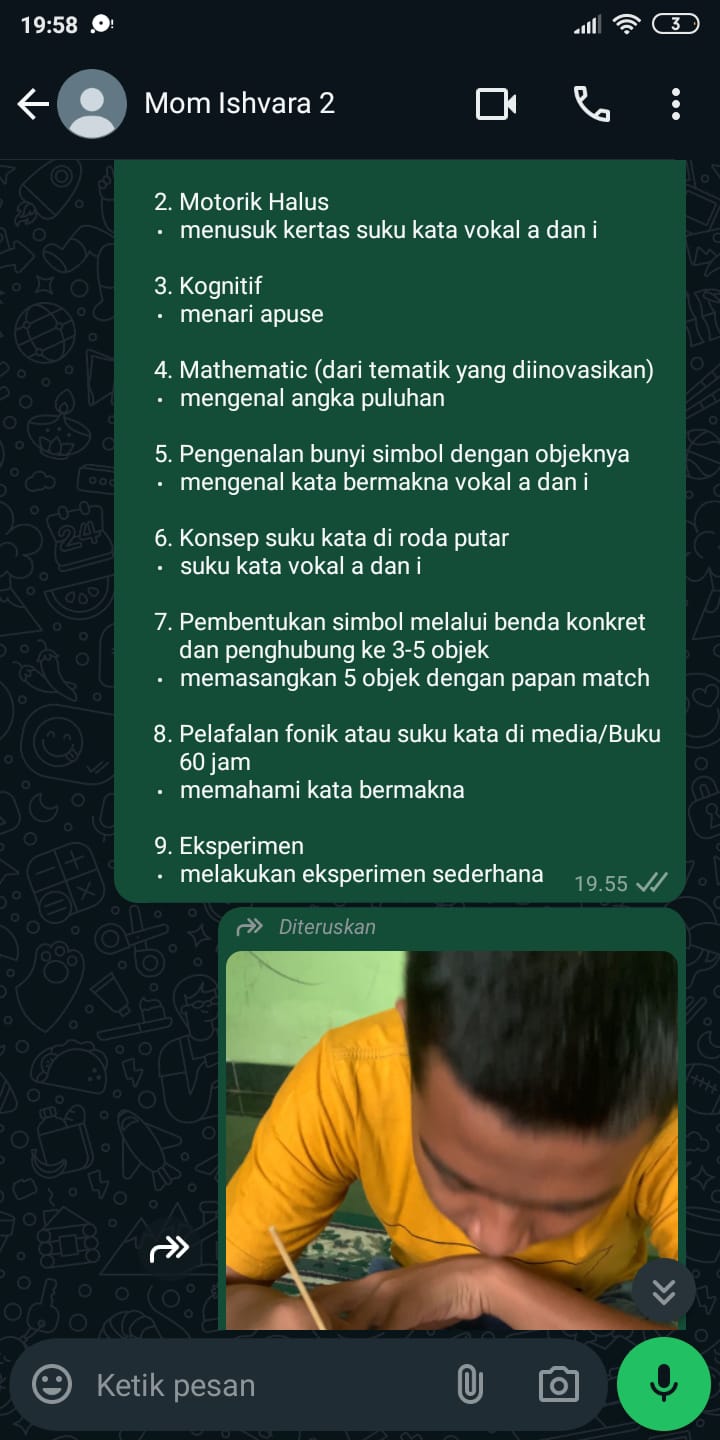 19:58
3
Mom Ishvara 2
2. Motorik Halus
• menusuk kertas suku kata vokal a dan i
3. Kognitif
• menari apuse
4. Mathematic (dari tematik yang diinovasikan)
• mengenal angka puluhan
5. Pengenalan bunyi simbol dengan objeknya
• mengenal kata bermakna vokal a dan i
6. Konsep suku kata di roda putar
• suku kata vokal a dan i
7. Pembentukan simbol melalui benda konkret
dan penghubung ke 3-5 objek
• memasangkan 5 objek dengan papan match
8. Pelafalan fonik atau suku kata di media/Buku
60 jam
• memahami kata bermakna
9. Eksperimen
• melakukan eksperimen sederhana 19.55
Diteruskan
Ketik pesan